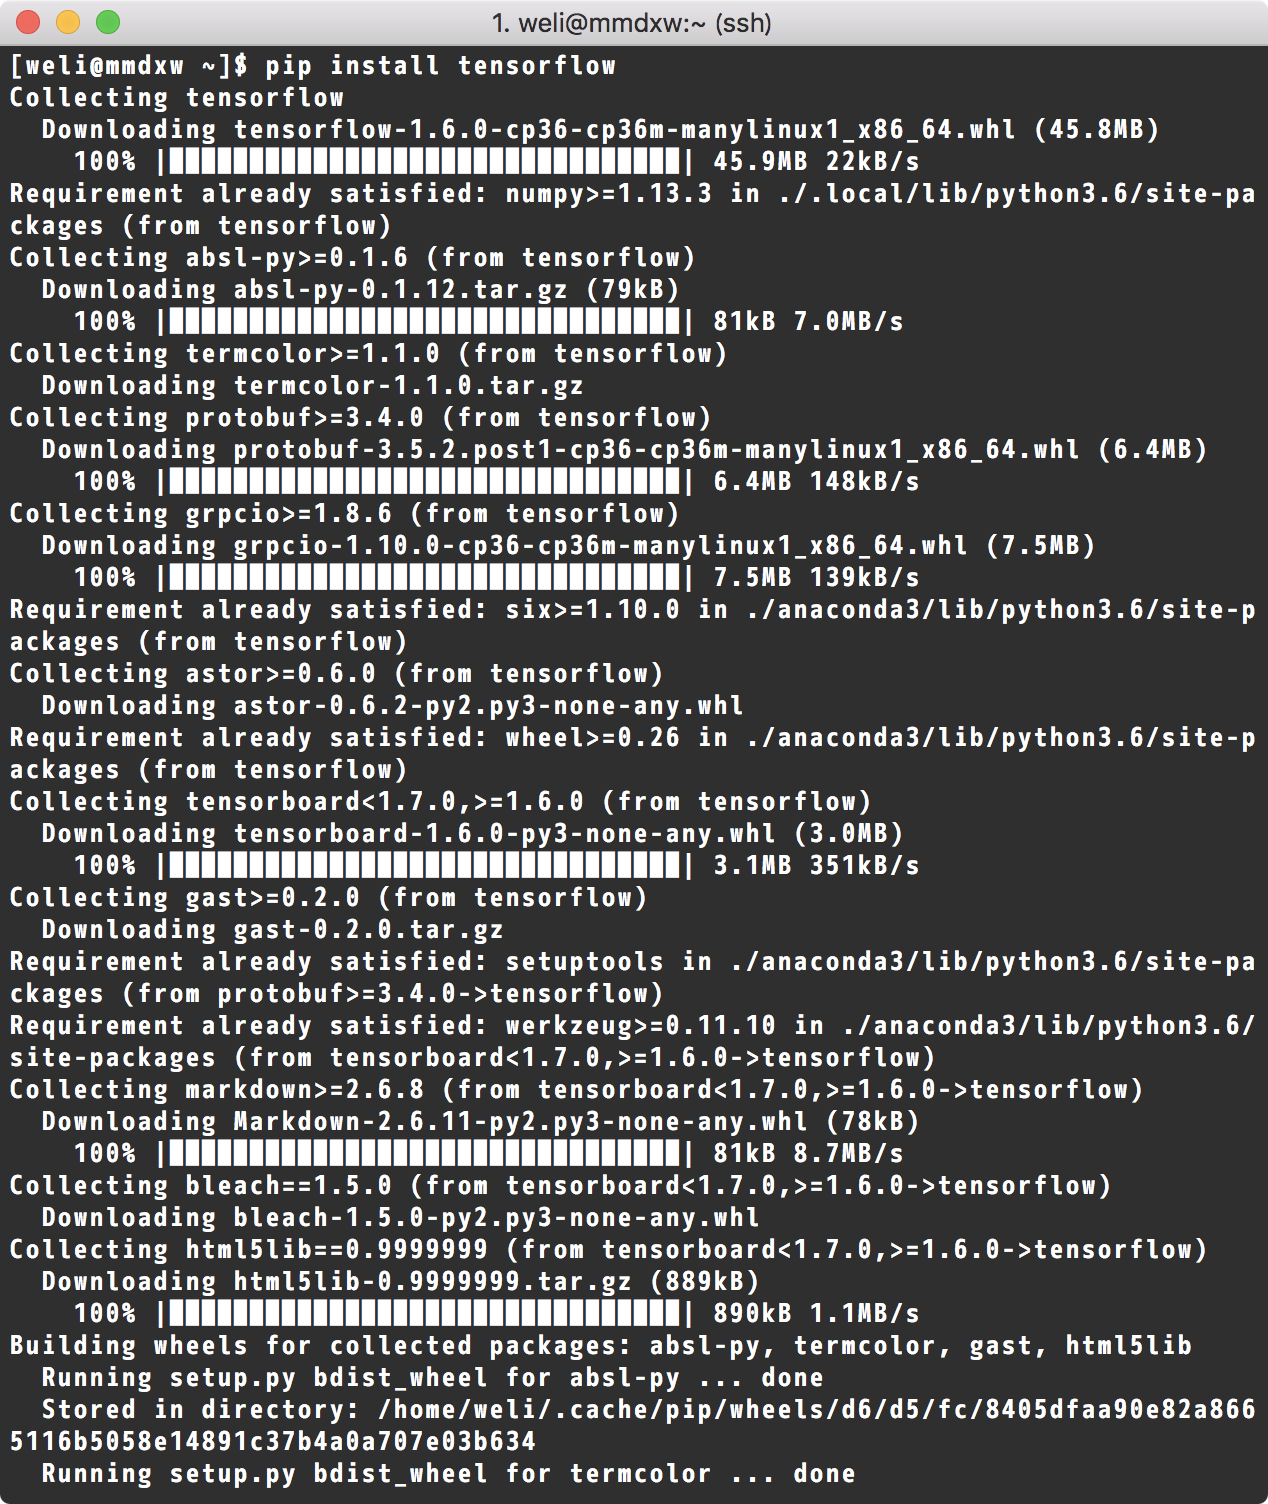 1. weli@mmdxw:~ (ssh)
[weli@mmdxw ~]$ pip install tensorflow
Collecting tensorflow
  Downloading tensorflow-1.6.0-cp36-cp36m-manylinux1_x86_64.whl (45.8MB)
    100% |████████████████████████████████| 45.9MB 22kB/s
Requirement already satisfied: numpy>=1.13.3 in ./.local/lib/python3.6/site-pa
ckages (from tensorflow)
Collecting absl-py>=0.1.6 (from tensorflow)
  Downloading absl-py-0.1.12.tar.gz (79kB)
    100% |████████████████████████████████| 81kB 7.0MB/s
Collecting termcolor>=1.1.0 (from tensorflow)
  Downloading termcolor-1.1.0.tar.gz
Collecting protobuf>=3.4.0 (from tensorflow)
  Downloading protobuf-3.5.2.post1-cp36-cp36m-manylinux1_x86_64.whl (6.4MB)
    100% |████████████████████████████████| 6.4MB 148kB/s
Collecting grpcio>=1.8.6 (from tensorflow)
  Downloading grpcio-1.10.0-cp36-cp36m-manylinux1_x86_64.whl (7.5MB)
    100% |████████████████████████████████| 7.5MB 139kB/s
Requirement already satisfied: six>=1.10.0 in ./anaconda3/lib/python3.6/site-p
ackages (from tensorflow)
Collecting astor>=0.6.0 (from tensorflow)
  Downloading astor-0.6.2-py2.py3-none-any.whl
Requirement already satisfied: wheel>=0.26 in ./anaconda3/lib/python3.6/site-p
ackages (from tensorflow)
Collecting tensorboard<1.7.0,>=1.6.0 (from tensorflow)
  Downloading tensorboard-1.6.0-py3-none-any.whl (3.0MB)
    100% |████████████████████████████████| 3.1MB 351kB/s
Collecting gast>=0.2.0 (from tensorflow)
  Downloading gast-0.2.0.tar.gz
Requirement already satisfied: setuptools in ./anaconda3/lib/python3.6/site-pa
ckages (from protobuf>=3.4.0->tensorflow)
Requirement already satisfied: werkzeug>=0.11.10 in ./anaconda3/lib/python3.6/
site-packages (from tensorboard<1.7.0,>=1.6.0->tensorflow)
Collecting markdown>=2.6.8 (from tensorboard<1.7.0,>=1.6.0->tensorflow)
  Downloading Markdown-2.6.11-py2.py3-none-any.whl (78kB)
    100% |████████████████████████████████| 81kB 8.7MB/s
Collecting bleach==1.5.0 (from tensorboard<1.7.0,>=1.6.0->tensorflow)
  Downloading bleach-1.5.0-py2.py3-none-any.whl
Collecting html5lib==0.9999999 (from tensorboard<1.7.0,>=1.6.0->tensorflow)
  Downloading html5lib-0.9999999.tar.gz (889kB)
    100% |████████████████████████████████| 890kB 1.1MB/s
Building wheels for collected packages: absl-py, termcolor, gast, html5lib
  Running setup.py bdist_wheel for absl-py ... done
  Stored in directory: /home/weli/.cache/pip/wheels/d6/d5/fc/8405dfaa90e82a866
5116b5058e14891c37b4a0a707e03b634
  Running setup.py bdist_wheel for termcolor ... done